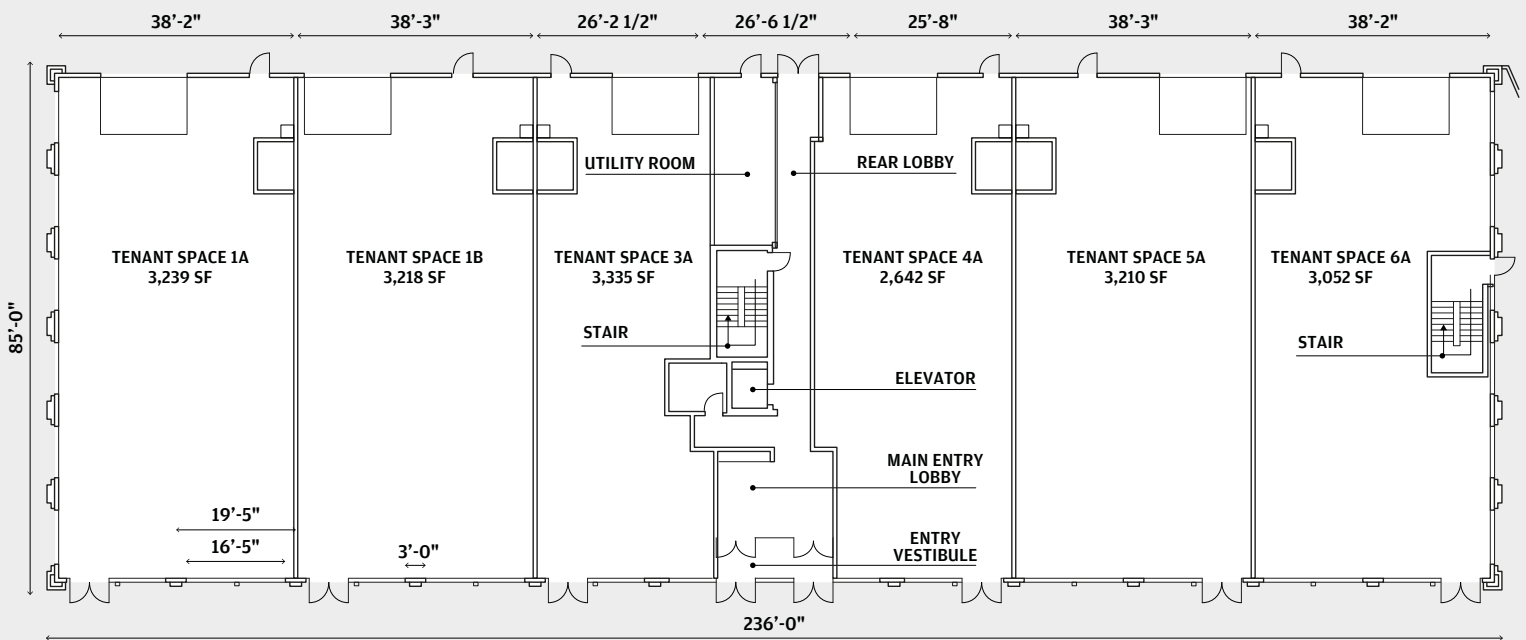 38'-2"
38'-3"
26'-2 1/2"
26'-6 1/2"
25'-8"
38'-3"
38'-2"
UTILITY ROOM
REAR LOBBY
TENANT SPACE 1A
3,239 SF
TENANT SPACE 1B
3,218 SF
TENANT SPACE 3A
3,335 SF
TENANT SPACE 4A
2,642 SF
TENANT SPACE 5A
3,210 SF
TENANT SPACE 6A
3,052 SF
85'-0"
STAIR
STAIR
ELEVATOR
MAIN ENTRY
LOBBY
19'-5"
16'-5"
3'-0"
ENTRY
VESTIBULE
236'-0"